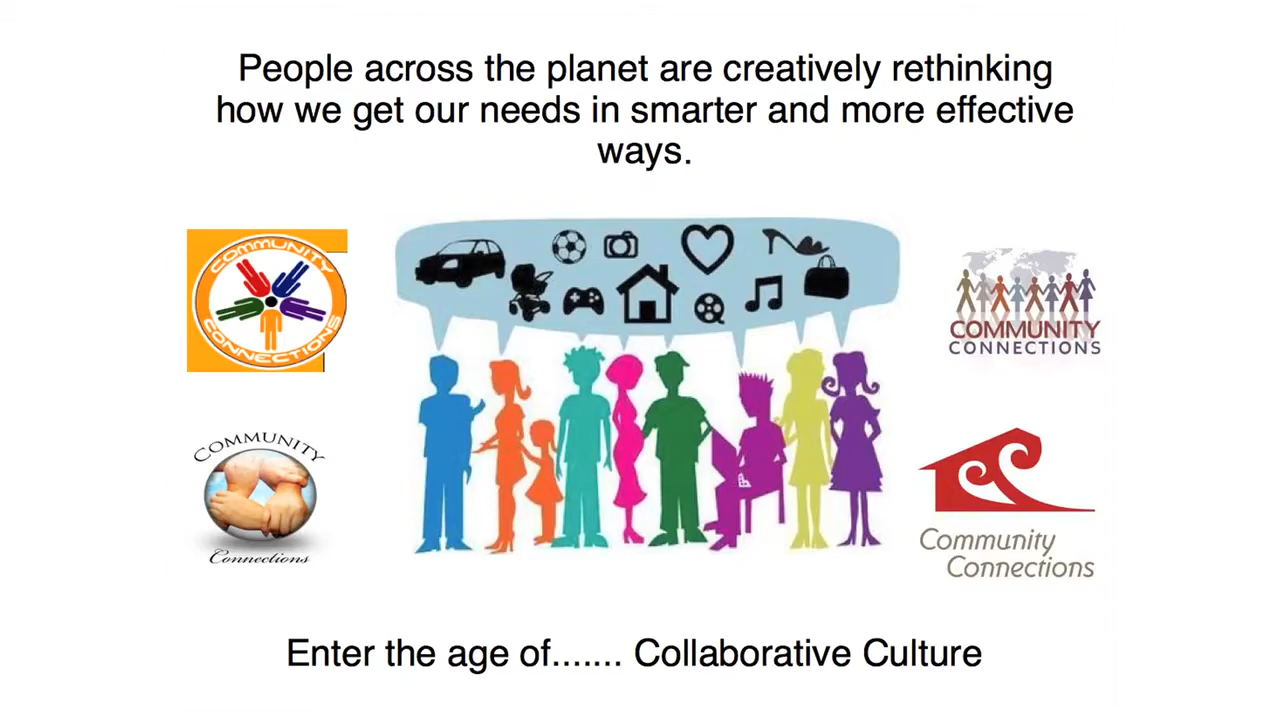 People across the planet are creatively rethinking
how we get our needs in smarter and more effective
ways.
COMMUNITY
CONNECTIONS
COMMUNITY
CONNECTIONS
COMMUNITY
Connections
Community
Connections
Enter the age of....... Collaborative Culture